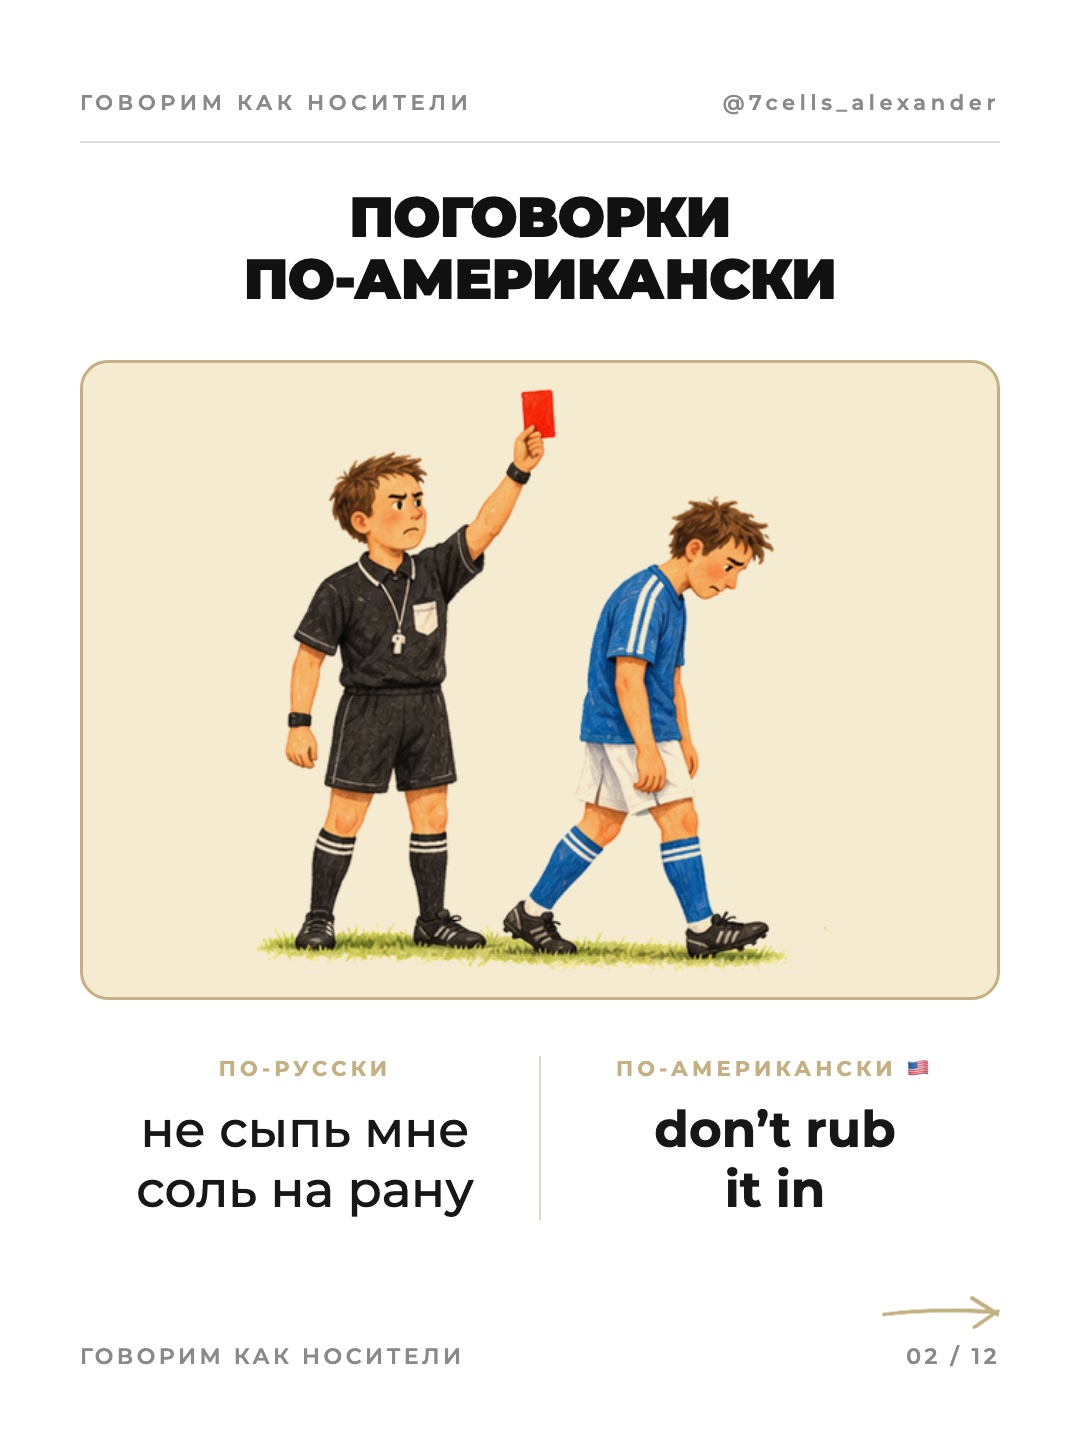 ГОВОРИМ КАК НОСИТЕЛИ
@7cells_alexander
ПОГОВОРКИ
ПО-АМЕРИКАНСКИ
ПО-РУССКИ
не сыпь мне
соль на рану
ПО-АМЕРИКАНСКИ 🇺🇸
don’t rub
it in
ГОВОРИМ КАК НОСИТЕЛИ
02 / 12